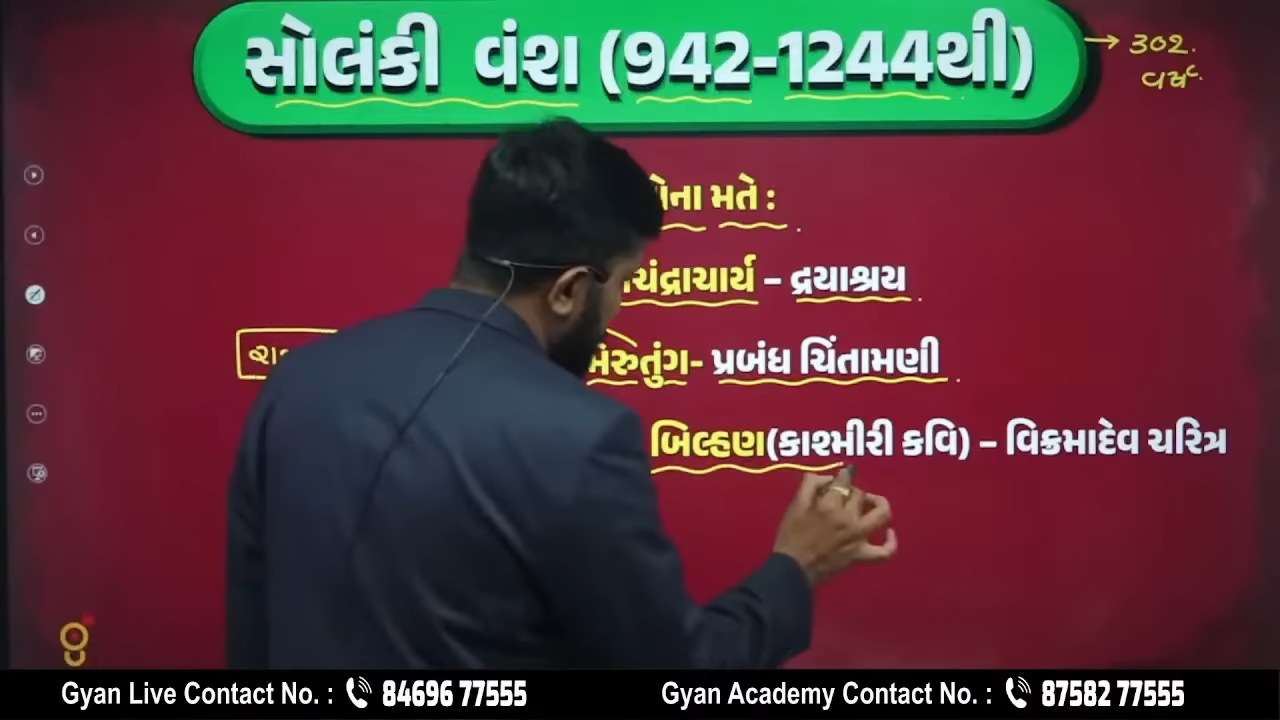 સોલંકી વંશ (942-1244થી)
→ 302.
વર્ષ
મતે :
– દ્રયાશ્રય
મેરુતુંગ- પ્રબંધ ચિંતામણી
બિલ્હણ(કાશ્મીરી કવિ) – વિક્રમાદેવ ચરિત્ર
Gyan Live Contact No. : 84696 77555
Gyan Academy Contact No. : 87582 77555